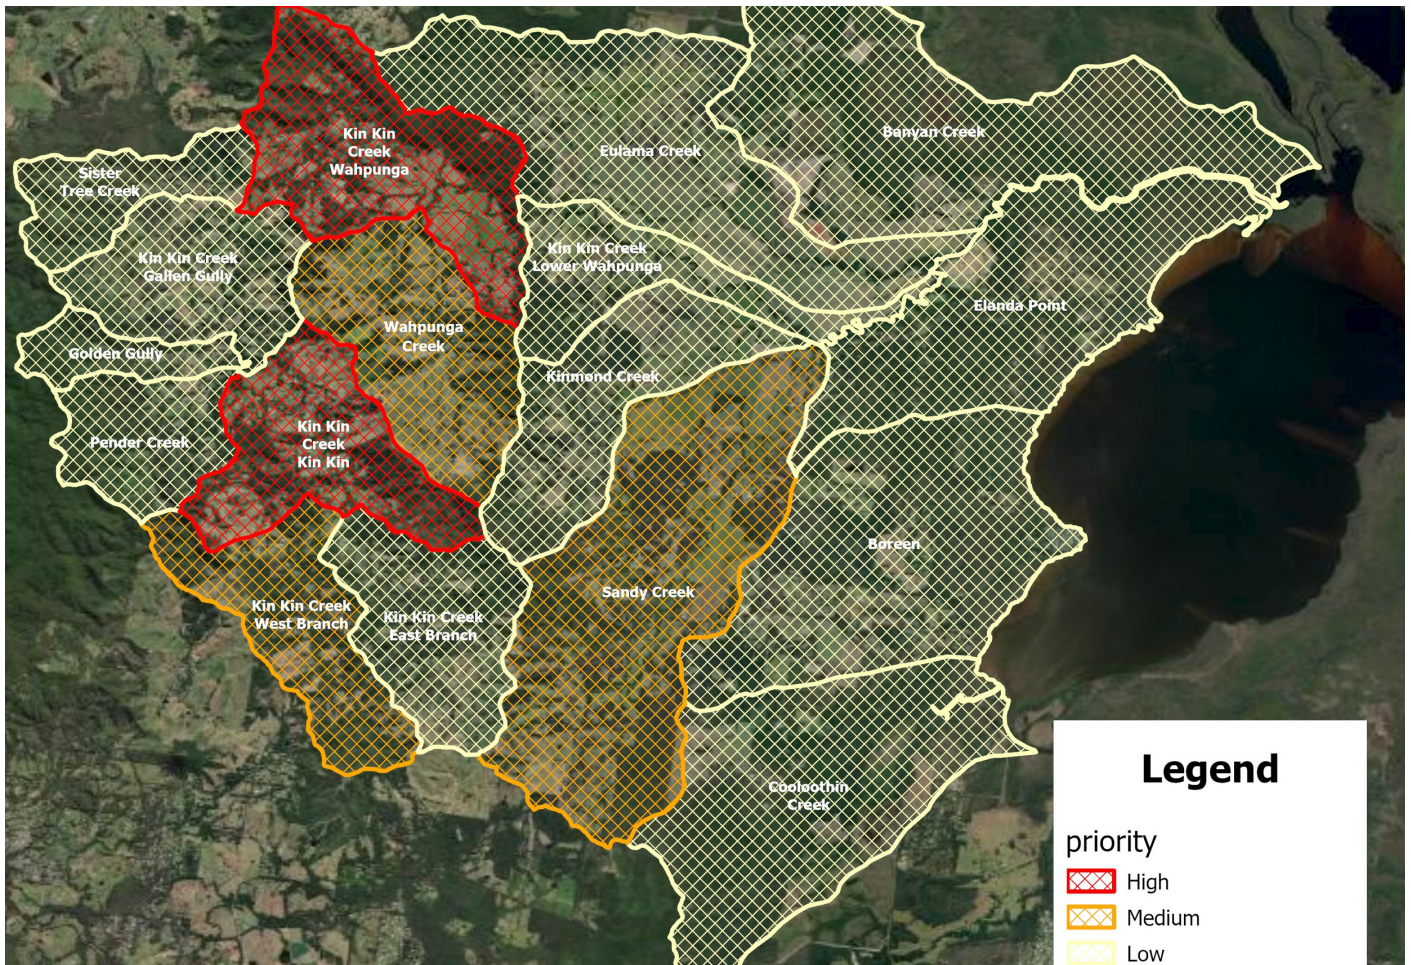 Kin Kin
Creek
Wahpunga
Eulama Creek
Banyan Creek
Sister
Tree Creek
Kin Kin Creek
Galien Gully
Kin Kin Creek
Lower Wahpunga
Elanda Point
Wahpunga
Creek
Golden Gully
Kinmond Creek
Pender Creek
Kin Kin
Creek
Kin Kin
Boreen
Sandy Creek
Kin Kin Creek
West Branch
Kin Kin Creek
East Branch
Cooloothin
Creek
Legend
priority
High
Medium
Low